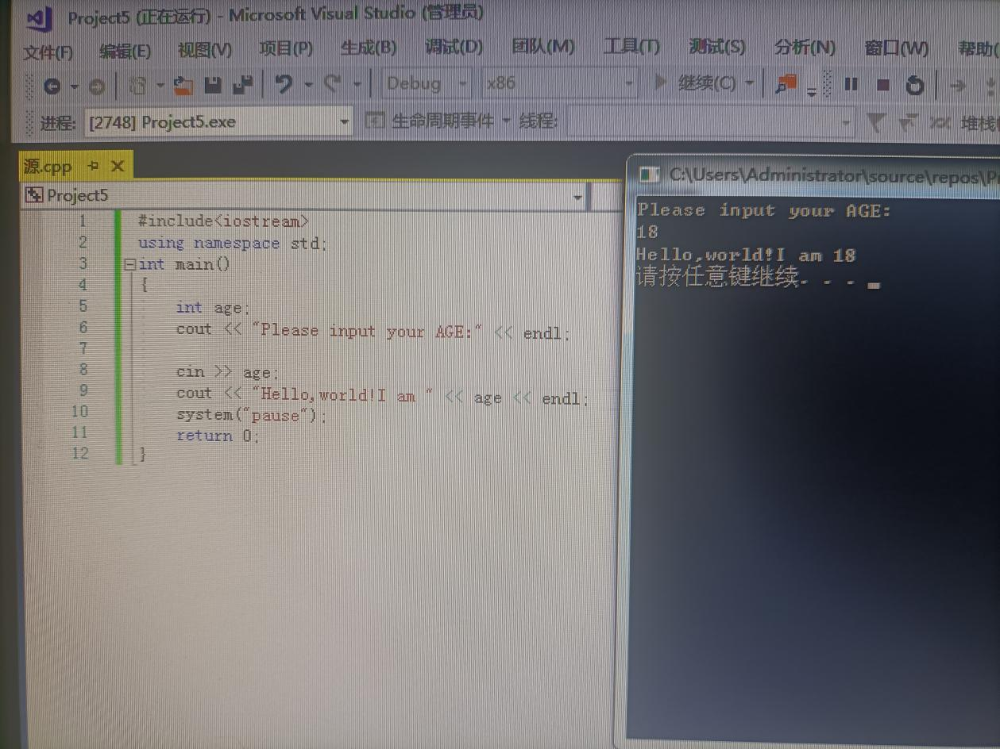 Project5 (正在运行) - Microsoft Visual Studio (管理员)
文件(F) 编辑(E) 视图(V) 项目(P) 生成(B) 调试(D) 团队(M) 工具(T) 测试(S) 分析(N) 窗口(W) 帮助(
Debug x86 继续(C)
进程: [2748] Project5.exe 生命周期事件 线程: 堆栈
源.cpp
Project5
1 #include<iostream>
2 using namespace std;
3 int main()
4 {
5 int age;
6 cout << "Please input your AGE:" << endl;
7
8 cin >> age;
9 cout << "Hello,world!I am " << age << endl;
10 system("pause");
11 return 0;
12 }
C:\Users\Administrator\source\repos\P
Please input your AGE:
18
Hello,world!I am 18
请按任意键继续. . .